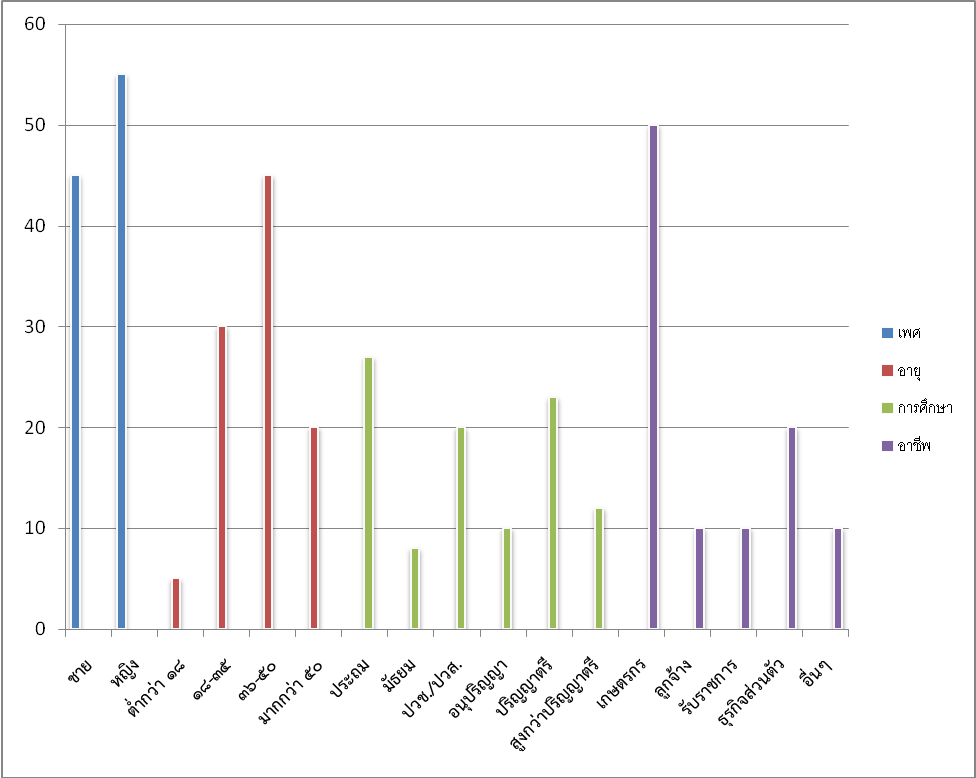 60
50
40
30
20
10
0
ชาย
หญิง
ต่ำกว่า ๑๘
๑๘-๓๕
๓๖-๕๐
มากกว่า ๕๐
ประถม
มัธยม
ปวช./ปวส.
อนุปริญญา
ปริญญาตรี
สูงกว่าปริญญาตรี
เกษตรกร
ลูกจ้าง
รับราชการ
ธุรกิจส่วนตัว
อื่นๆ
เพศ
อายุ
การศึกษา
อาชีพ